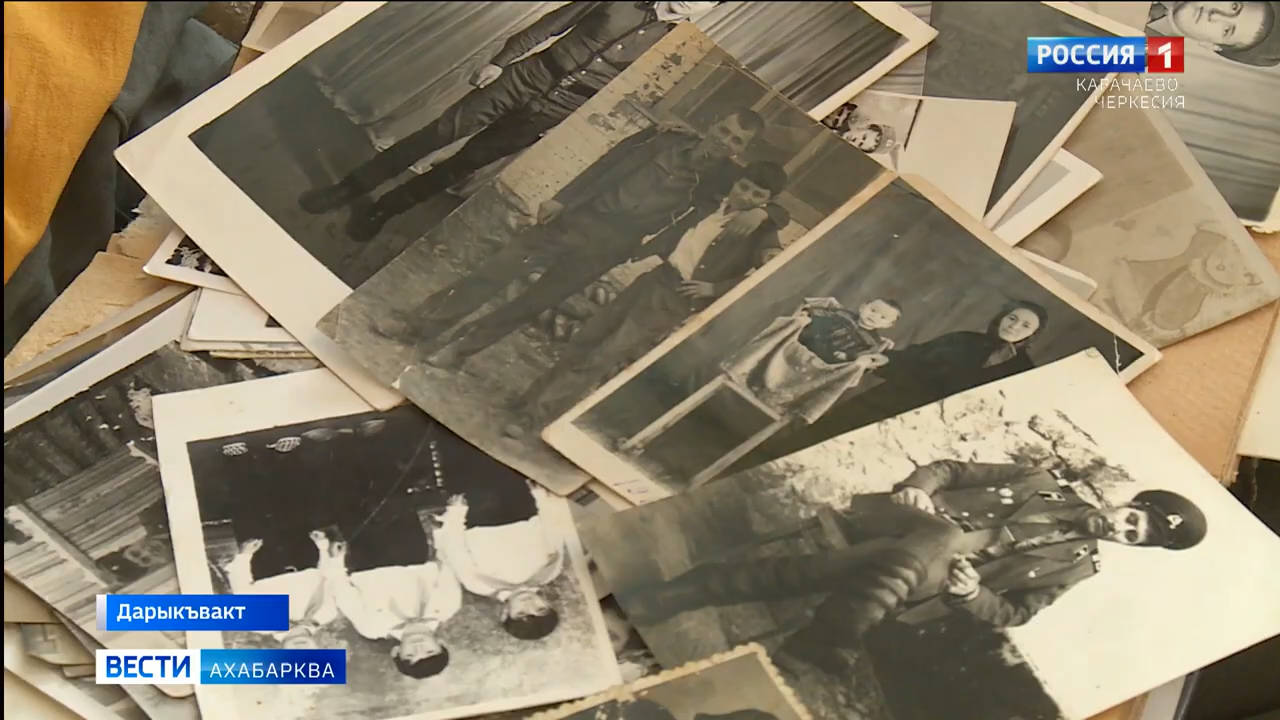 РОССИЯ 1
КАРАЧАЕВО
ЧЕРКЕСИЯ
Дарыкъвакт
ВЕСТИ АХАБАРКВА